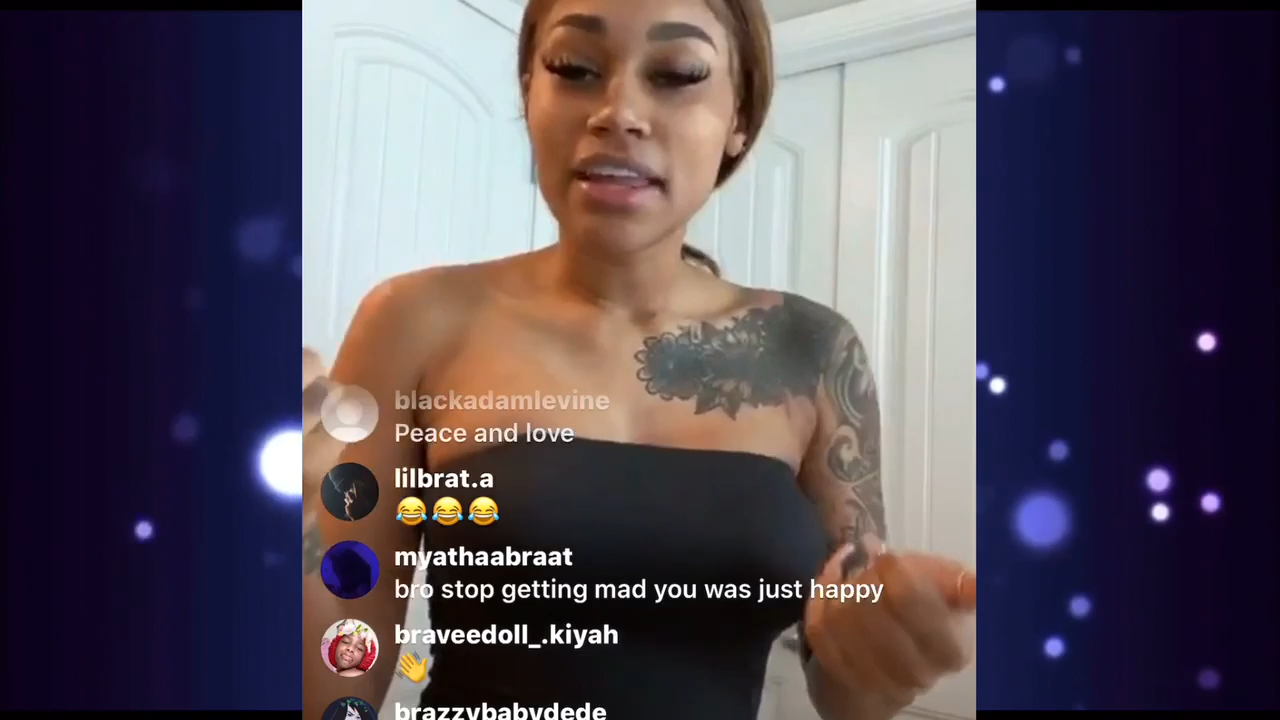 blackadamlevine
Peace and love
lilbrat.a
😂😂😂
myathaabraat
bro stop getting mad you was just happy
braveedoll_.kiyah
👋
brazzybabydede